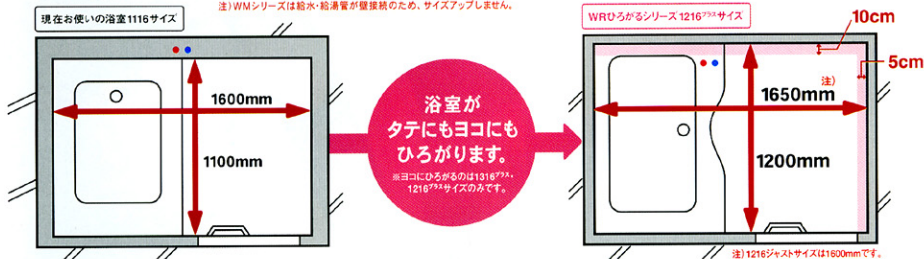 注)WMシリーズは給水・給湯管が壁接続のため、サイズアップしません。
現在お使いの浴室1116サイズ
1600mm
1100mm
浴室が
タテにもヨコにも
ひろがります。
※ヨコにひろがるのは1316プラス・
1216プラスサイズのみです。
WRひろがるシリーズ1216プラスサイズ
10cm
5cm
注)
1650mm
1200mm
注)1216ジャストサイズは1600mmです。